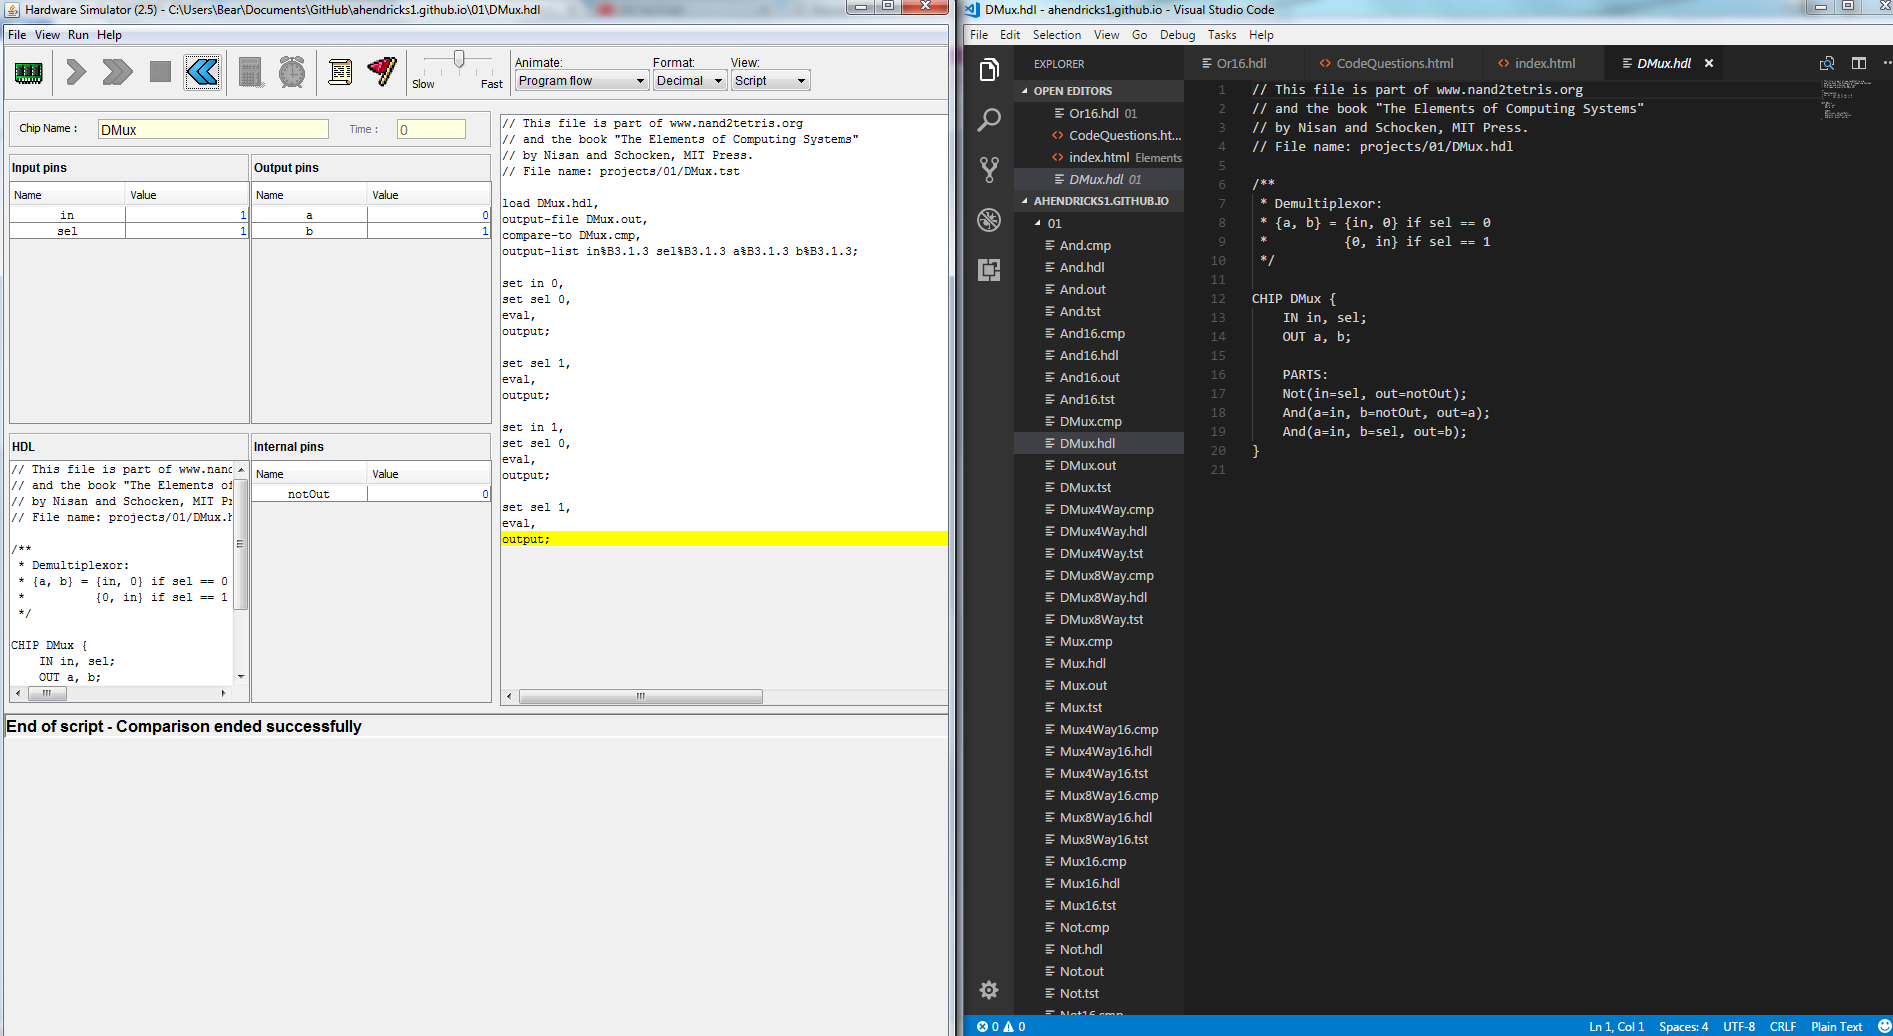 Hardware Simulator (2.5) - C:\Users\Bear\Documents\GitHub\ahendricks1.github.io\01\DMux.hdl
File View Run Help
Slow Fast
Animate: Format: View:
Program flow Decimal Script
Chip Name : DMux Time : 0
Input pins
Name Value
in 1
sel 1
Output pins
Name Value
a 0
b 1
HDL
// This file is part of www.nand
// and the book "The Elements of
// by Nisan and Schocken, MIT Pr
// File name: projects/01/DMux.h
/**
* Demultiplexor:
* {a, b} = {in, 0} if sel == 0
* {0, in} if sel == 1
*/
CHIP DMux {
IN in, sel;
OUT a, b;
Internal pins
Name Value
notOut 0
// This file is part of www.nand2tetris.org
// and the book "The Elements of Computing Systems"
// by Nisan and Schocken, MIT Press.
// File name: projects/01/DMux.tst
load DMux.hdl,
output-file DMux.out,
compare-to DMux.cmp,
output-list in%B3.1.3 sel%B3.1.3 a%B3.1.3 b%B3.1.3;
set in 0,
set sel 0,
eval,
output;
set sel 1,
eval,
output;
set in 1,
set sel 0,
eval,
output;
set sel 1,
eval,
output;
End of script - Comparison ended successfully
DMux.hdl - ahendricks1.github.io - Visual Studio Code
File Edit Selection View Go Debug Tasks Help
EXPLORER
OPEN EDITORS
Or16.hdl 01
CodeQuestions.ht...
index.html Elements
DMux.hdl 01
AHENDRICKS1.GITHUB.IO
01
And.cmp
And.hdl
And.out
And.tst
And16.cmp
And16.hdl
And16.out
And16.tst
DMux.cmp
DMux.hdl
DMux.out
DMux.tst
DMux4Way.cmp
DMux4Way.hdl
DMux4Way.tst
DMux8Way.cmp
DMux8Way.hdl
DMux8Way.tst
Mux.cmp
Mux.hdl
Mux.out
Mux.tst
Mux4Way16.cmp
Mux4Way16.hdl
Mux4Way16.tst
Mux8Way16.cmp
Mux8Way16.hdl
Mux8Way16.tst
Mux16.cmp
Mux16.hdl
Mux16.tst
Not.cmp
Not.hdl
Not.out
Not.tst
Not16.cmp
Or16.hdl CodeQuestions.html index.html DMux.hdl
1 // This file is part of www.nand2tetris.org
2 // and the book "The Elements of Computing Systems"
3 // by Nisan and Schocken, MIT Press.
4 // File name: projects/01/DMux.hdl
5
6 /**
7 * Demultiplexor:
8 * {a, b} = {in, 0} if sel == 0
9 * {0, in} if sel == 1
10 */
11
12 CHIP DMux {
13 IN in, sel;
14 OUT a, b;
15
16 PARTS:
17 Not(in=sel, out=notOut);
18 And(a=in, b=notOut, out=a);
19 And(a=in, b=sel, out=b);
20 }
21
0 0 Ln 1, Col 1 Spaces: 4 UTF-8 CRLF Plain Text